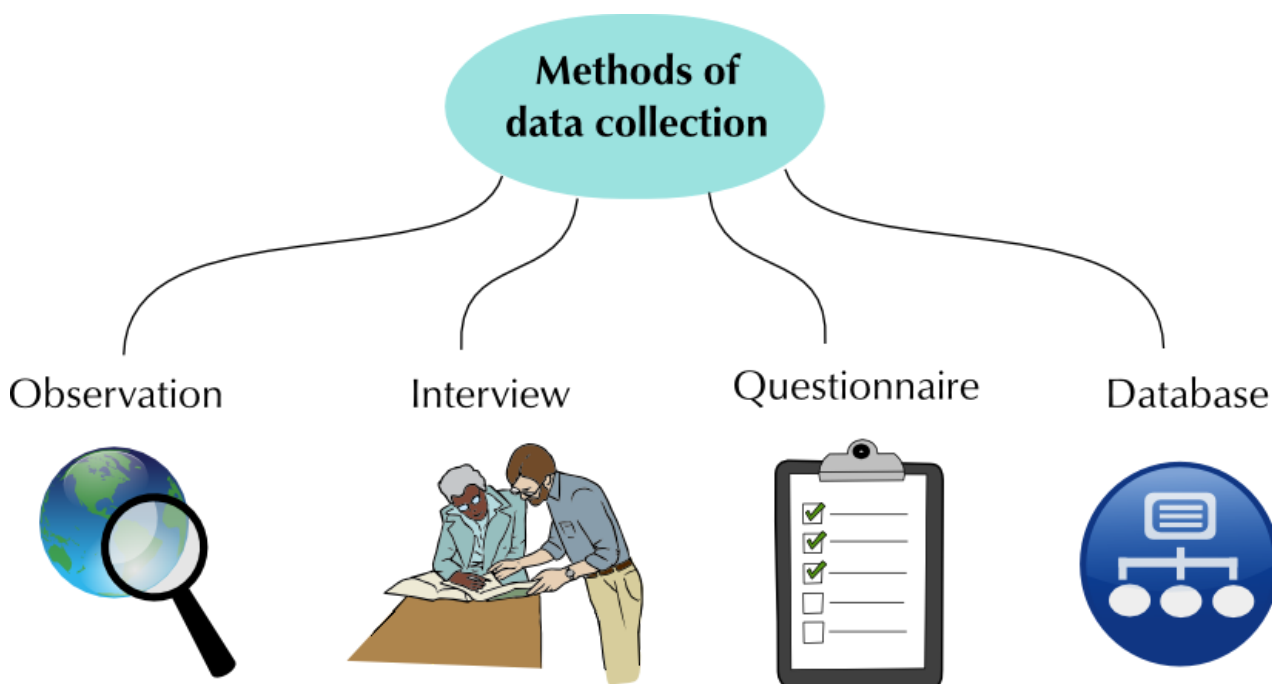 Methods of
data collection
Observation
Interview
Questionnaire
Database